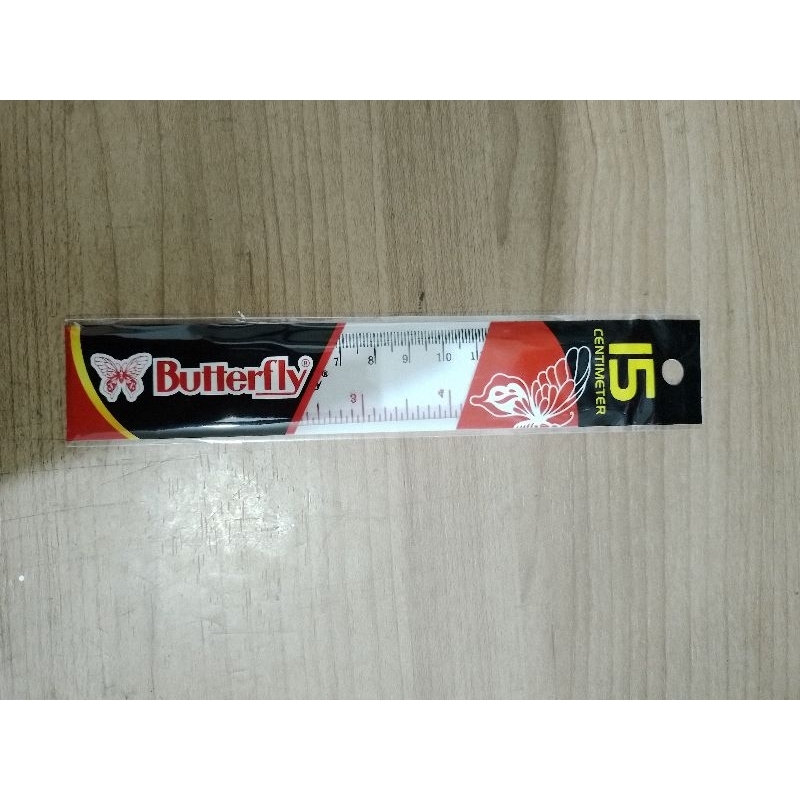 Butterfly®
7 8 9 10
3 4
15
CENTIMETER